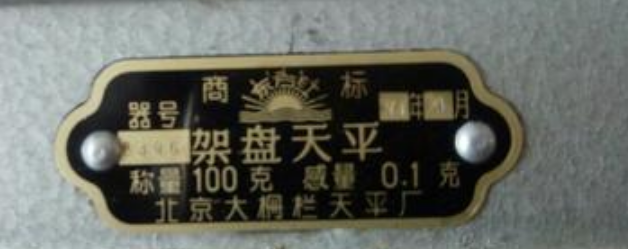 商标
器号 年 月
架盘天平
称量100克 感量 0.1 克
北京大栅栏天平厂